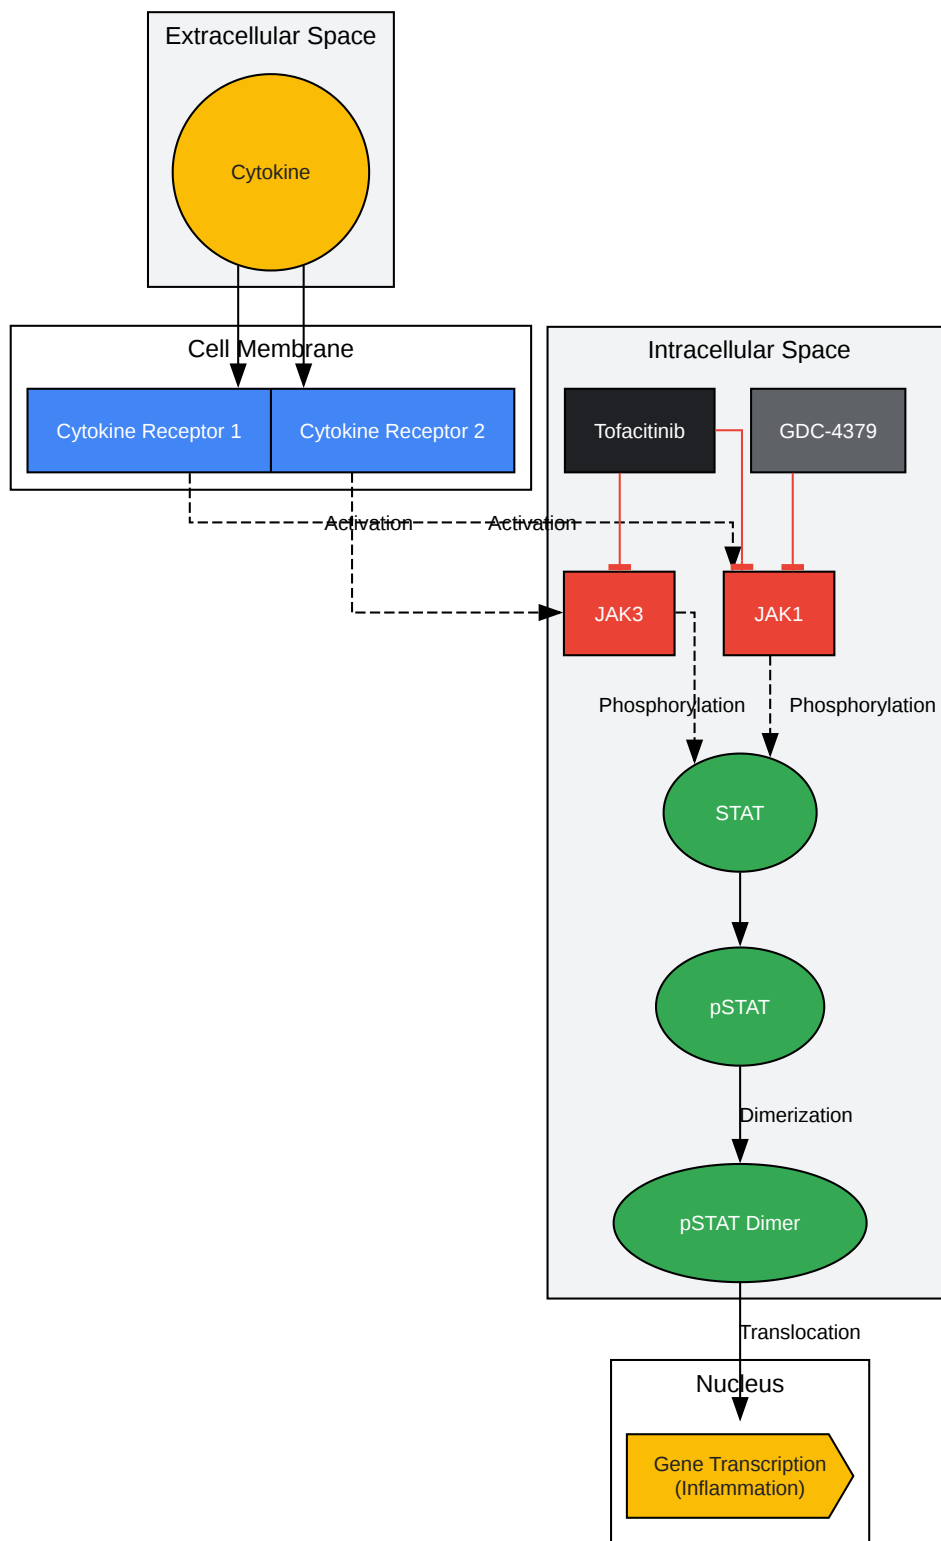 Extracellular Space
Cytokine
Cell Membrane
Cytokine Receptor 1
Cytokine Receptor 2
Intracellular Space
Tofacitinib
GDC-4379
Activation
Activation
JAK3
JAK1
Phosphorylation
Phosphorylation
STAT
pSTAT
Dimerization
pSTAT Dimer
Translocation
Nucleus
Gene Transcription
(Inflammation)